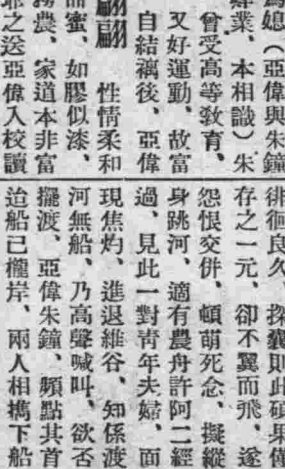 為媳（亞偉與朱鐘
肄業、本相識）朱
曾受高等敎育、
又好運動、故富
自結褵後、亞偉
翩翩 性情柔和
甜蜜、如膠似漆、
務農、家道本非富
之送亞偉入校讀
徘徊良久、探囊則此碩果僅
存之一元、卻不翼而飛、遂
怨恨交併、頓萌死念、擬縱
身跳河、適有農舟許阿二經
過、見此一對靑年夫婦、面
現焦灼、進退維谷、知係渡
河無船、乃高聲喊叫、欲否
擺渡、亞偉朱鐘、頻點其首
迨船已攏岸、兩人相擕下船